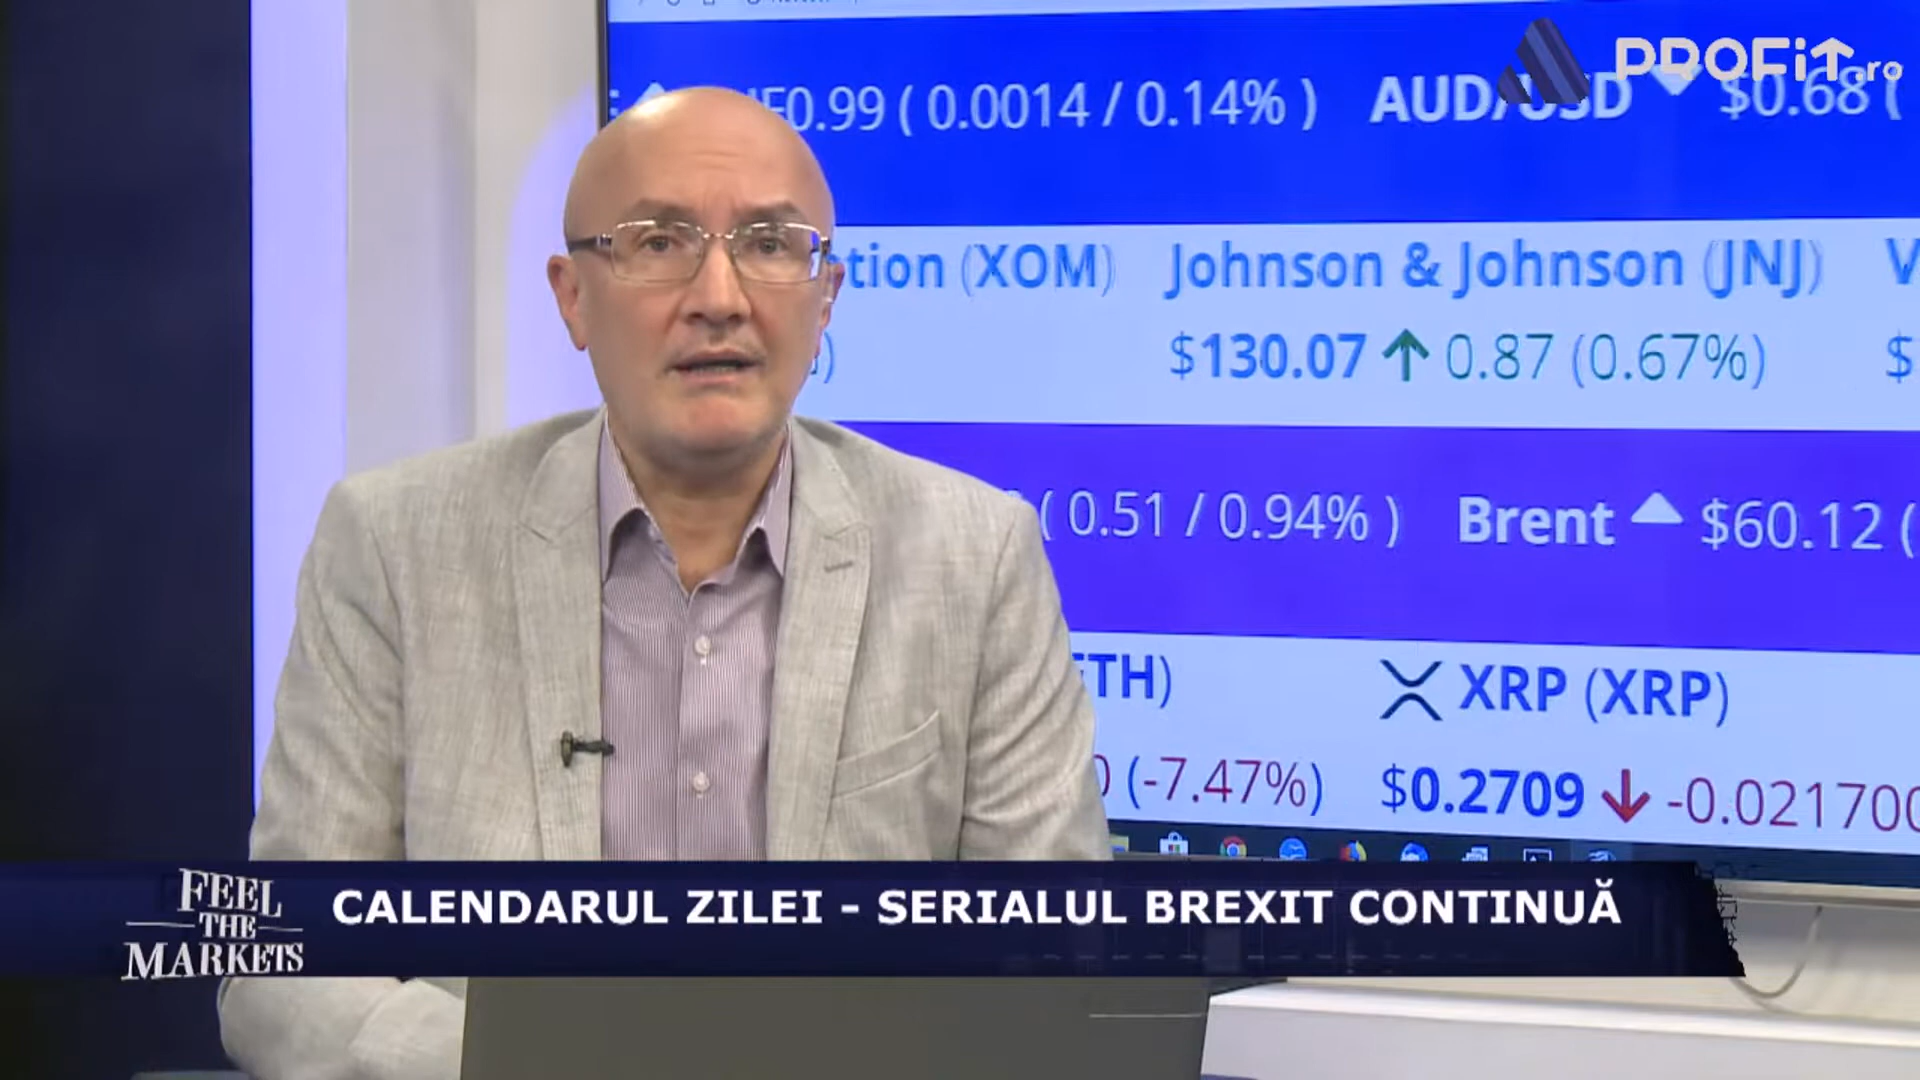 PROFiT.ro
0.99 ( 0.0014 / 0.14% ) AUD/USD $0.68 (
(XOM) Johnson & Johnson (JNJ)
$130.07 0.87 (0.67%) $
( 0.51 / 0.94% ) Brent $60.12 (
XRP (XRP)
(-7.47%) $0.2709 -0.021700
FEEL
THE
MARKETS
CALENDARUL ZILEI - SERIALUL BREXIT CONTINUĂ